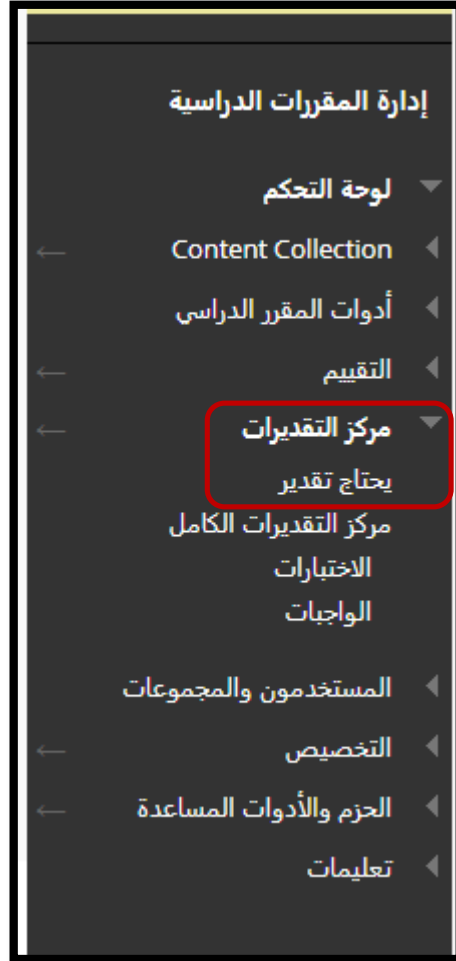 إدارة المقررات الدراسية
لوحة التحكم
Content Collection
أدوات المقرر الدراسي
التقييم
مركز التقديرات
يحتاج تقدير
مركز التقديرات الكامل
الاختبارات
الواجبات
المستخدمون والمجموعات
التخصيص
الحزم والأدوات المساعدة
تعليمات